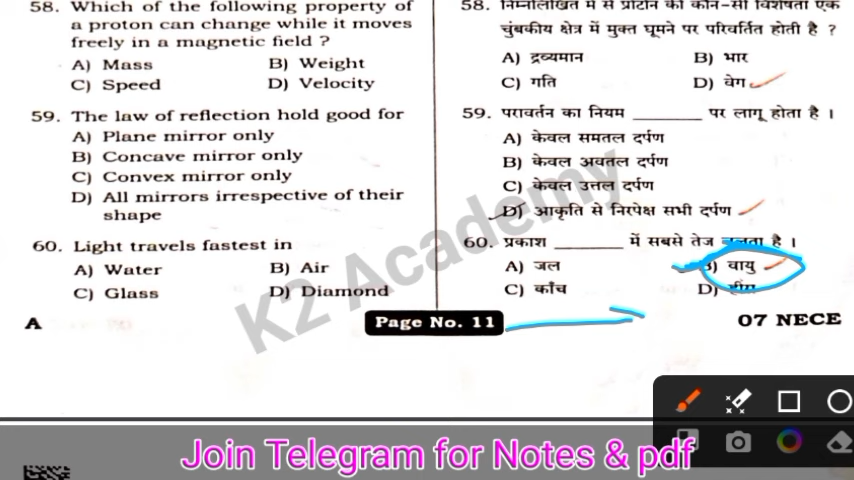 58. Which of the following property of
a proton can change while it moves
freely in a magnetic field ?
A) Mass B) Weight
C) Speed D) Velocity
59. The law of reflection hold good for
A) Plane mirror only
B) Concave mirror only
C) Convex mirror only
D) All mirrors irrespective of their
shape
60. Light travels fastest in
A) Water B) Air
C) Glass D) Diamond
58. निम्नलिखित में से प्रोटॉन की कौन-सी विशेषता एक
चुंबकीय क्षेत्र में मुक्त घूमने पर परिवर्तित होती है ?
A) द्रव्यमान B) भार
C) गति D) वेग
59. परावर्तन का नियम ________ पर लागू होता है ।
A) केवल समतल दर्पण
B) केवल अवतल दर्पण
C) केवल उत्तल दर्पण
D) आकृति से निरपेक्ष सभी दर्पण
60. प्रकाश ________ में सबसे तेज चलता है ।
A) जल B) वायु
C) काँच D) हीरा
K2 Academy
A Page No. 11 07 NECE
Join Telegram for Notes & pdf